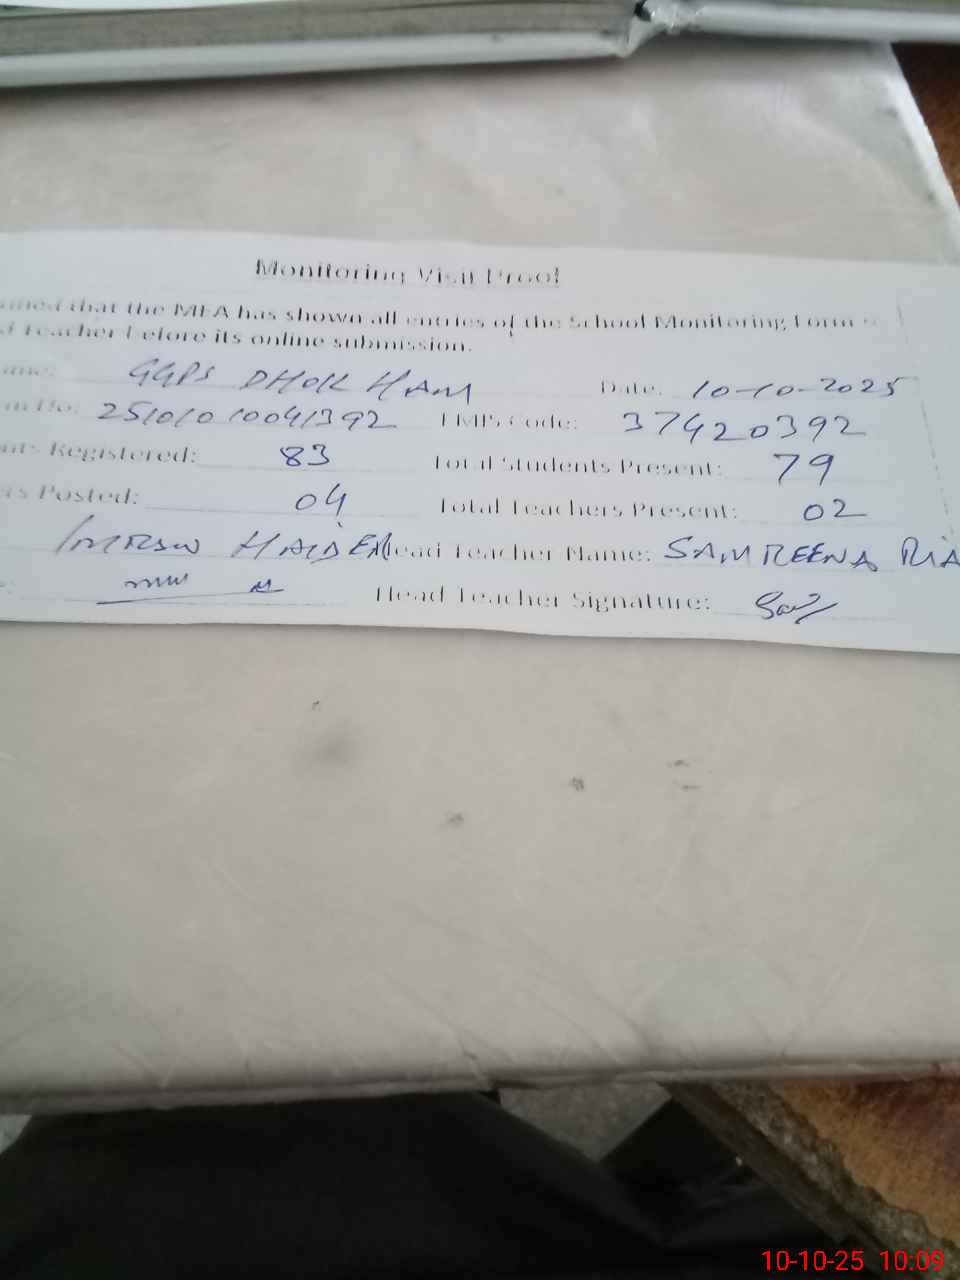 Monitoring Visit Proof
that the MEA has shown all entries of the School Monitoring Form
Teacher before its online submission.
GGPS DHOK HAM Date: 10-10-2025
No: 25101010041392 EMIS Code: 37420392
Registered: 83 Total Students Present: 79
Posted: 04 Total Teachers Present: 02
IMRAN HAIDER Head Teacher Name: SAMREENA RIA
Head Teacher Signature:
10-10-25 10:09